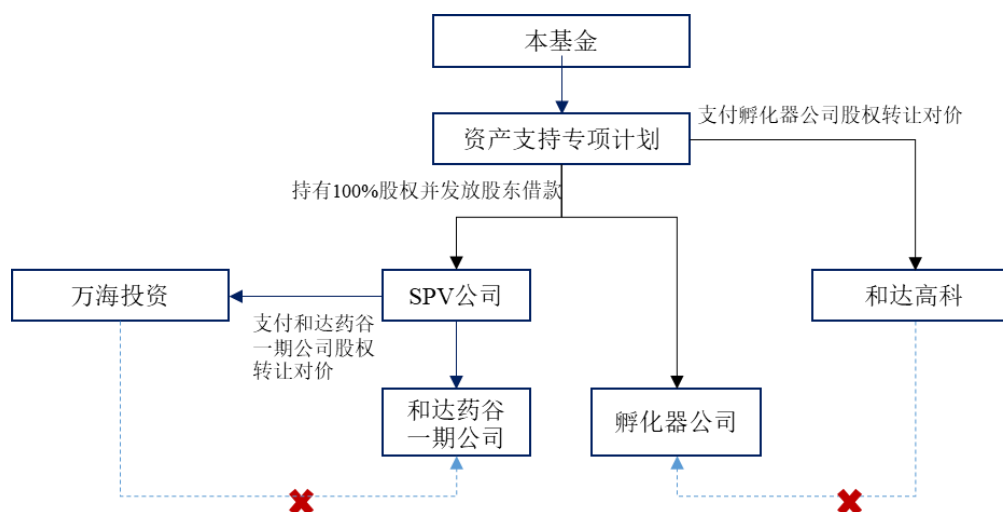 本基金
资产支持专项计划
支付孵化器公司股权转让对价
持有100%股权并发放股东借款
万海投资
SPV公司
和达高科
支付和达药谷
一期公司股权
转让对价
和达药谷
一期公司
孵化器公司